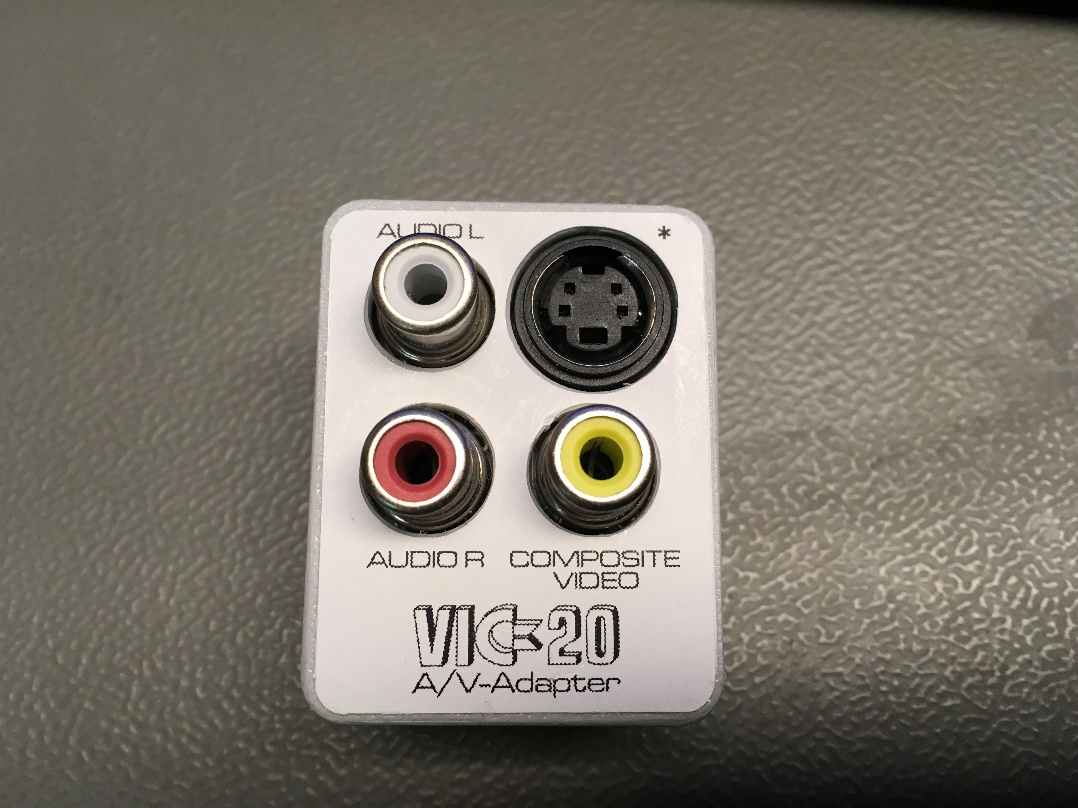 AUDIO L
*
AUDIO R
COMPOSITE
VIDEO
VIC-20
A/V-Adapter